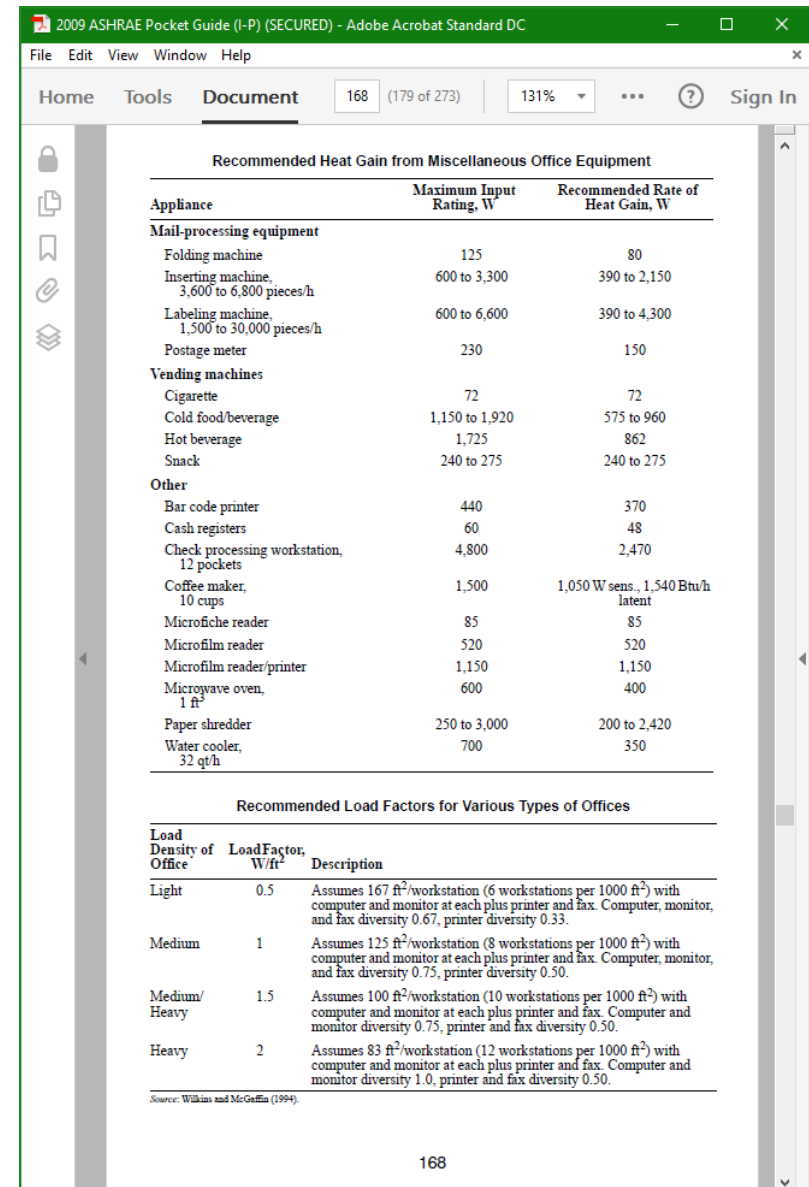 2009 ASHRAE Pocket Guide (I-P) (SECURED) - Adobe Acrobat Standard DC
File Edit View Window Help
Home Tools Document 168 (179 of 273) 131% Sign In
Recommended Heat Gain from Miscellaneous Office Equipment
Appliance Maximum Input Rating, W Recommended Rate of Heat Gain, W
Mail-processing equipment
Folding machine 125 80
Inserting machine, 600 to 3,300 390 to 2,150
3,600 to 6,800 pieces/h
Labeling machine, 600 to 6,600 390 to 4,300
1,500 to 30,000 pieces/h
Postage meter 230 150
Vending machines
Cigarette 72 72
Cold food/beverage 1,150 to 1,920 575 to 960
Hot beverage 1,725 862
Snack 240 to 275 240 to 275
Other
Bar code printer 440 370
Cash registers 60 48
Check processing workstation, 4,800 2,470
12 pockets
Coffee maker, 1,500 1,050 W sens., 1,540 Btu/h
10 cups latent
Microfiche reader 85 85
Microfilm reader 520 520
Microfilm reader/printer 1,150 1,150
Microwave oven, 600 400
1 ft³
Paper shredder 250 to 3,000 200 to 2,420
Water cooler, 700 350
32 qt/h
Recommended Load Factors for Various Types of Offices
Load
Density of Load Factor,
Office W/ft² Description
Light 0.5 Assumes 167 ft²/workstation (6 workstations per 1000 ft²) with
computer and monitor at each plus printer and fax. Computer, monitor,
and fax diversity 0.67, printer diversity 0.33.
Medium 1 Assumes 125 ft²/workstation (8 workstations per 1000 ft²) with
computer and monitor at each plus printer and fax. Computer, monitor,
and fax diversity 0.75, printer diversity 0.50.
Medium/ 1.5 Assumes 100 ft²/workstation (10 workstations per 1000 ft²) with
Heavy computer and monitor at each plus printer and fax. Computer and
monitor diversity 0.75, printer and fax diversity 0.50.
Heavy 2 Assumes 83 ft²/workstation (12 workstations per 1000 ft²) with
computer and monitor at each plus printer and fax. Computer and
monitor diversity 1.0, printer and fax diversity 0.50.
Source: Wilkins and McGaffin (1994).
168